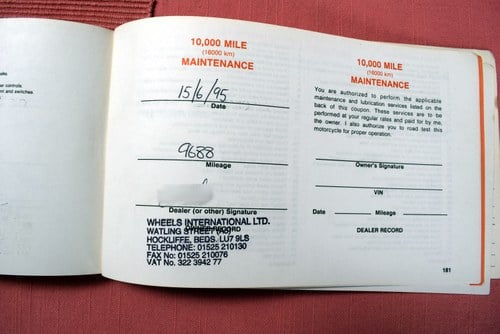 10,000 MILE
(16000 km)
MAINTENANCE
15/6/95
Date
9688
Mileage
Dealer (or other) Signature
OWNER RECORD
WHEELS INTERNATIONAL LTD.
WATLING STREET (A5)
HOCKLIFFE, BEDS. LU7 9LS
TELEPHONE: 01525 210130
FAX No: 01525 210076
VAT No. 322 3942 77
10,000 MILE
(16000 km)
MAINTENANCE
You are authorized to perform the applicable
maintenance and lubrication services listed on the
back of this coupon. These services are to be
performed at your regular rates and paid for by me,
the owner. I also authorize you to road test this
motorcycle for proper operation.
Owner's Signature
VIN
Date Mileage
DEALER RECORD
181
controls.
and switches.